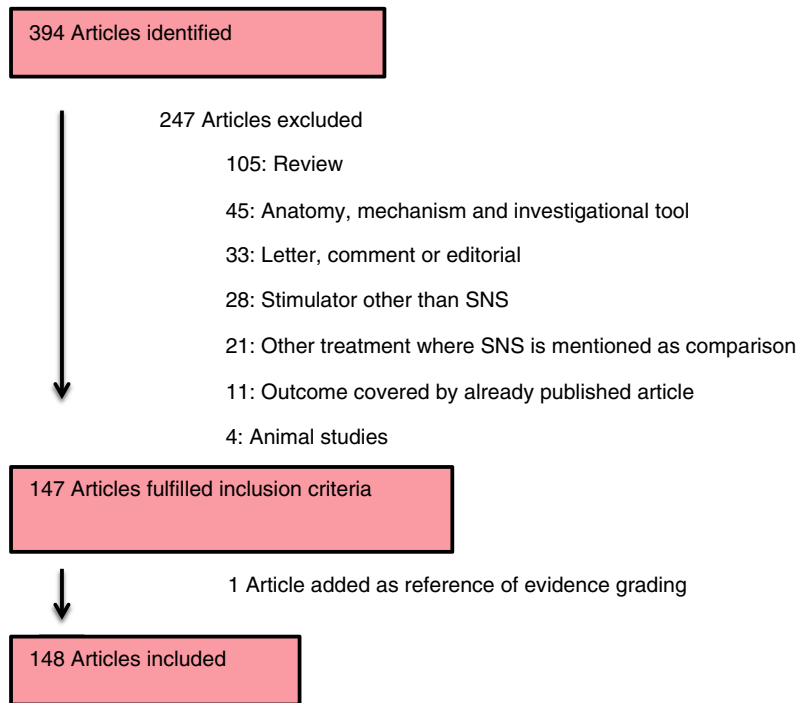 394 Articles identified
247 Articles excluded
105: Review
45: Anatomy, mechanism and investigational tool
33: Letter, comment or editorial
28: Stimulator other than SNS
21: Other treatment where SNS is mentioned as comparison
11: Outcome covered by already published article
4: Animal studies
147 Articles fulfilled inclusion criteria
1 Article added as reference of evidence grading
148 Articles included